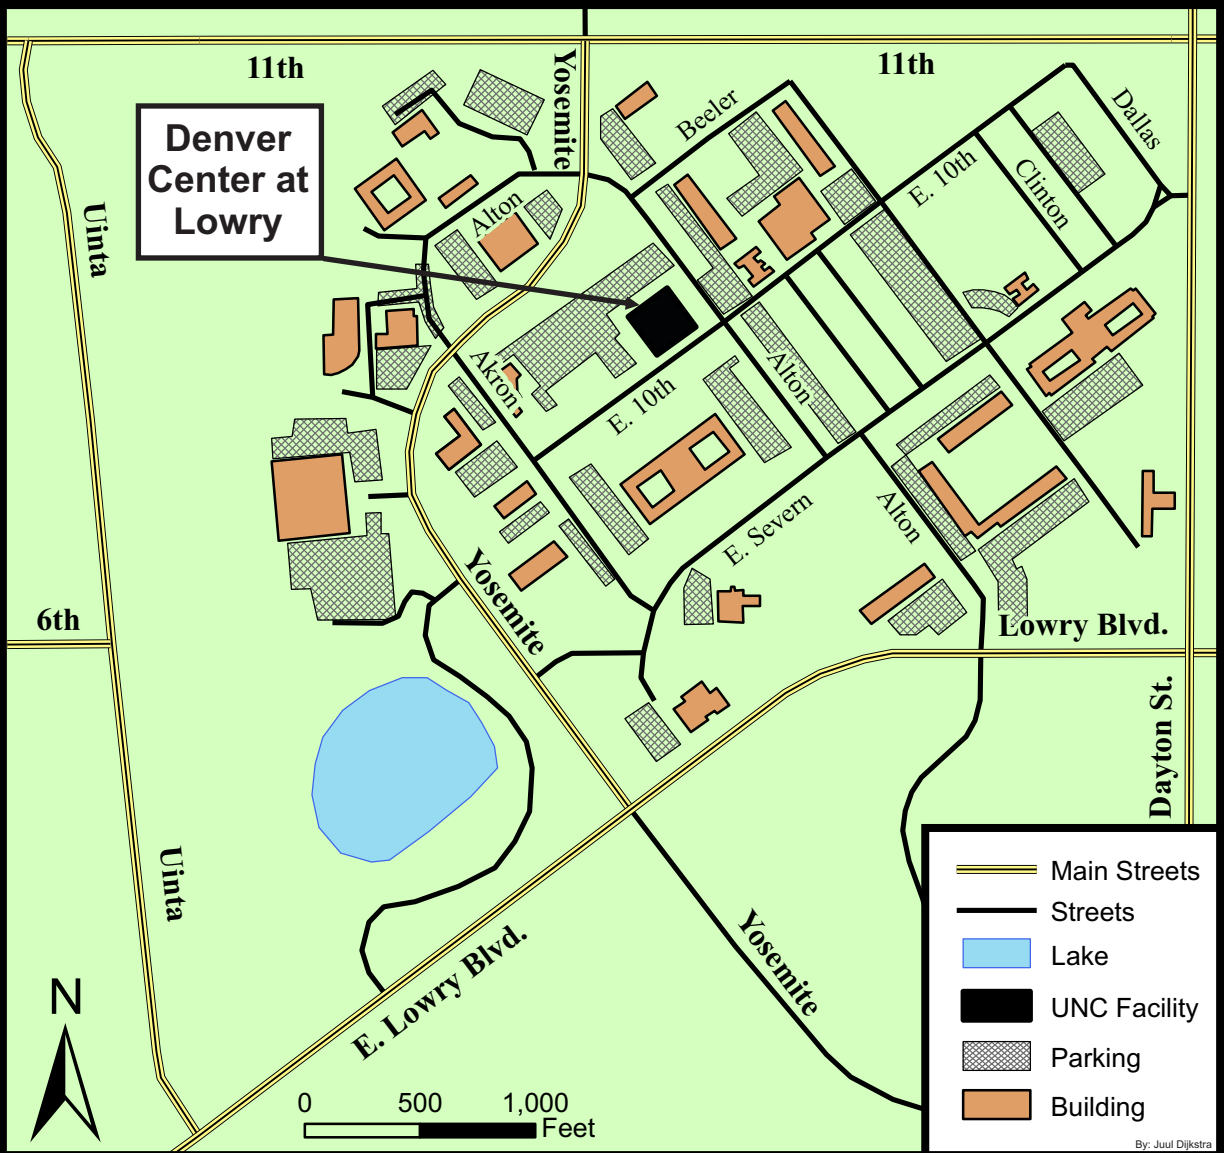 11th
Yosemite
11th
Denver
Center at
Lowry
Beeler
Dallas
E. 10th
Clinton
Alton
Uinta
Akron
Alton
E. 10th
E. Severn
Alton
Yosemite
6th
Lowry Blvd.
Dayton St.
Uinta
E. Lowry Blvd.
Yosemite
N
0 500 1,000
Feet
Main Streets
Streets
Lake
UNC Facility
Parking
Building
By: Juul Dijkstra